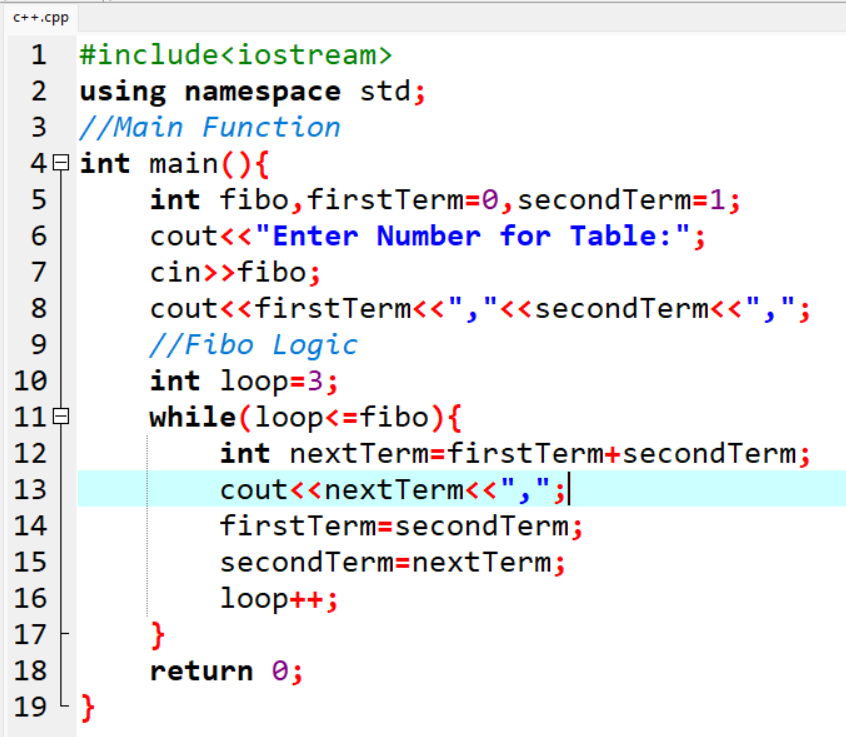 c++.cpp
1 #include<iostream>
2 using namespace std;
3 //Main Function
4 int main(){
5 int fibo,firstTerm=0,secondTerm=1;
6 cout<<"Enter Number for Table:";
7 cin>>fibo;
8 cout<<firstTerm<<","<<secondTerm<<",";
9 //Fibo Logic
10 int loop=3;
11 while(loop<=fibo){
12 int nextTerm=firstTerm+secondTerm;
13 cout<<nextTerm<<",";
14 firstTerm=secondTerm;
15 secondTerm=nextTerm;
16 loop++;
17 }
18 return 0;
19 }